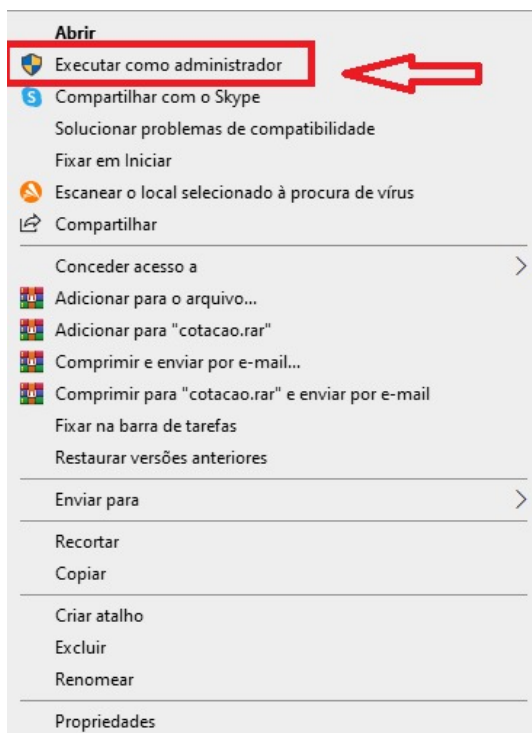 Abrir
Executar como administrador
Compartilhar com o Skype
Solucionar problemas de compatibilidade
Fixar em Iniciar
Escanear o local selecionado à procura de vírus
Compartilhar
Conceder acesso a
Adicionar para o arquivo...
Adicionar para "cotacao.rar"
Comprimir e enviar por e-mail...
Comprimir para "cotacao.rar" e enviar por e-mail
Fixar na barra de tarefas
Restaurar versões anteriores
Enviar para
Recortar
Copiar
Criar atalho
Excluir
Renomear
Propriedades